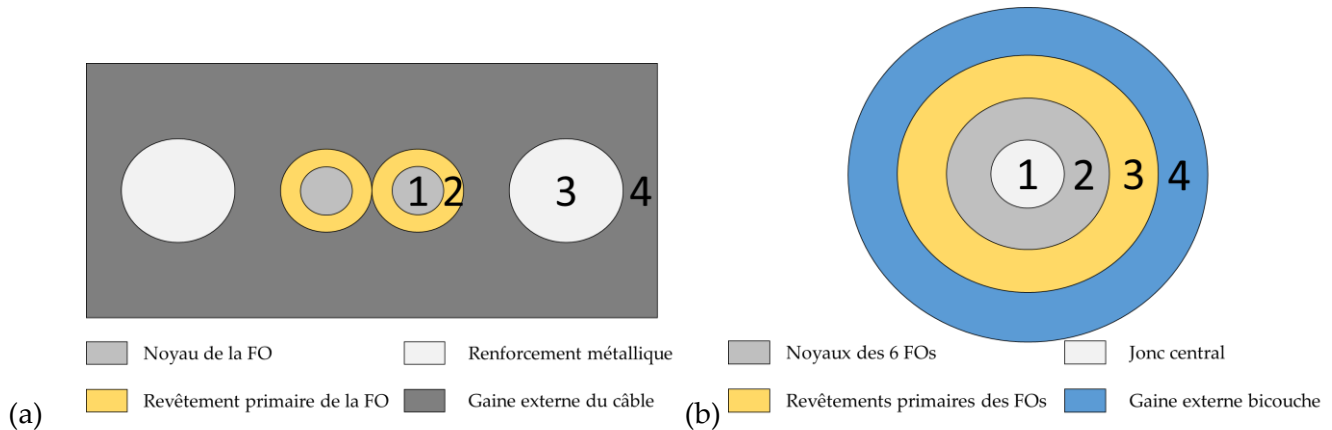 1 2 3 4
1 2 3 4
Noyau de la FO
Renforcement métallique
Revêtement primaire de la FO
Gaine externe du câble
(a)
Noyaux des 6 FOs
Jonc central
Revêtements primaires des FOs
Gaine externe bicouche
(b)